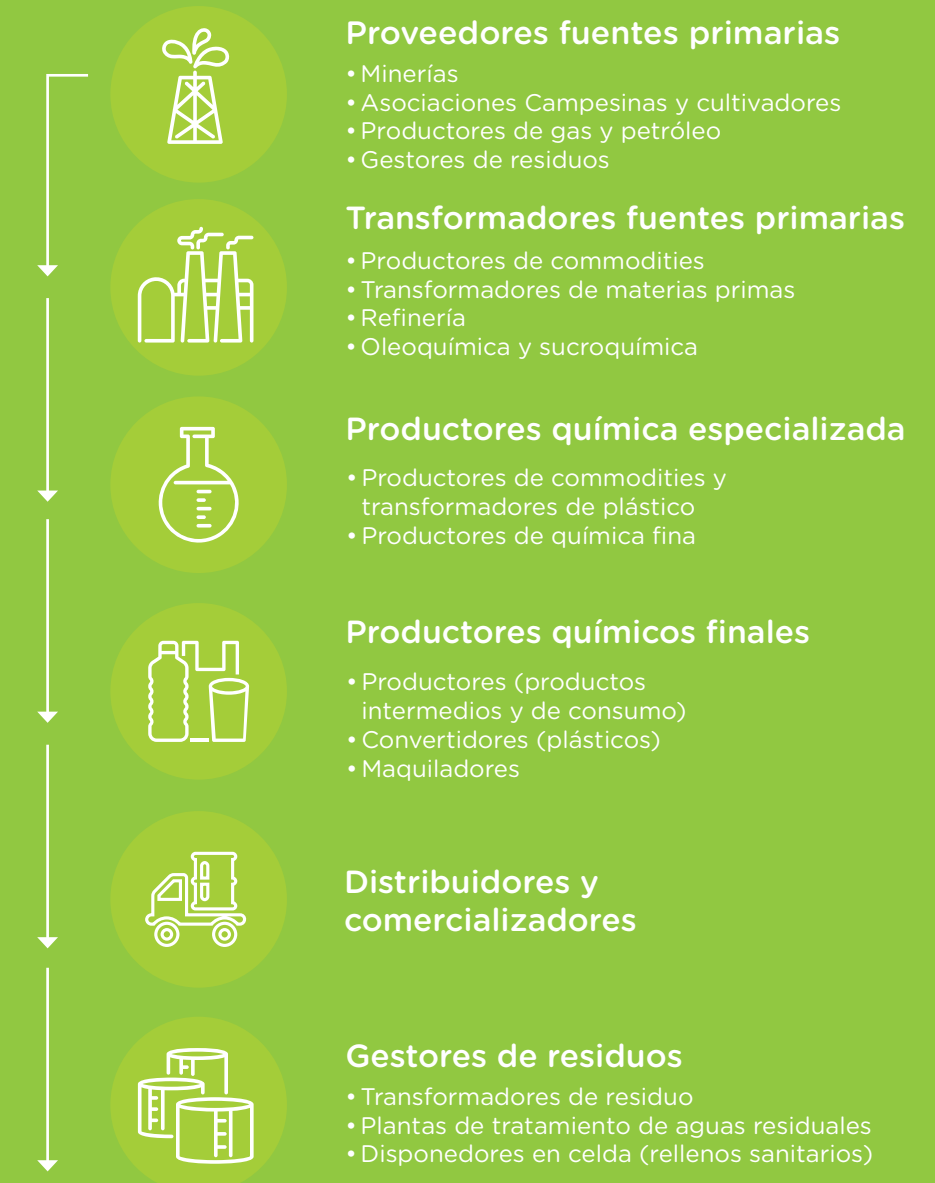 Proveedores fuentes primarias
• Minerías
• Asociaciones Campesinas y cultivadores
• Productores de gas y petróleo
• Gestores de residuos
Transformadores fuentes primarias
• Productores de commodities
• Transformadores de materias primas
• Refinería
• Oleoquímica y sucroquímica
Productores química especializada
• Productores de commodities y
transformadores de plástico
• Productores de química fina
Productores químicos finales
• Productores (productos
intermedios y de consumo)
• Convertidores (plásticos)
• Maquiladores
Distribuidores y
comercializadores
Gestores de residuos
• Transformadores de residuo
• Plantas de tratamiento de aguas residuales
• Disponedores en celda (rellenos sanitarios)